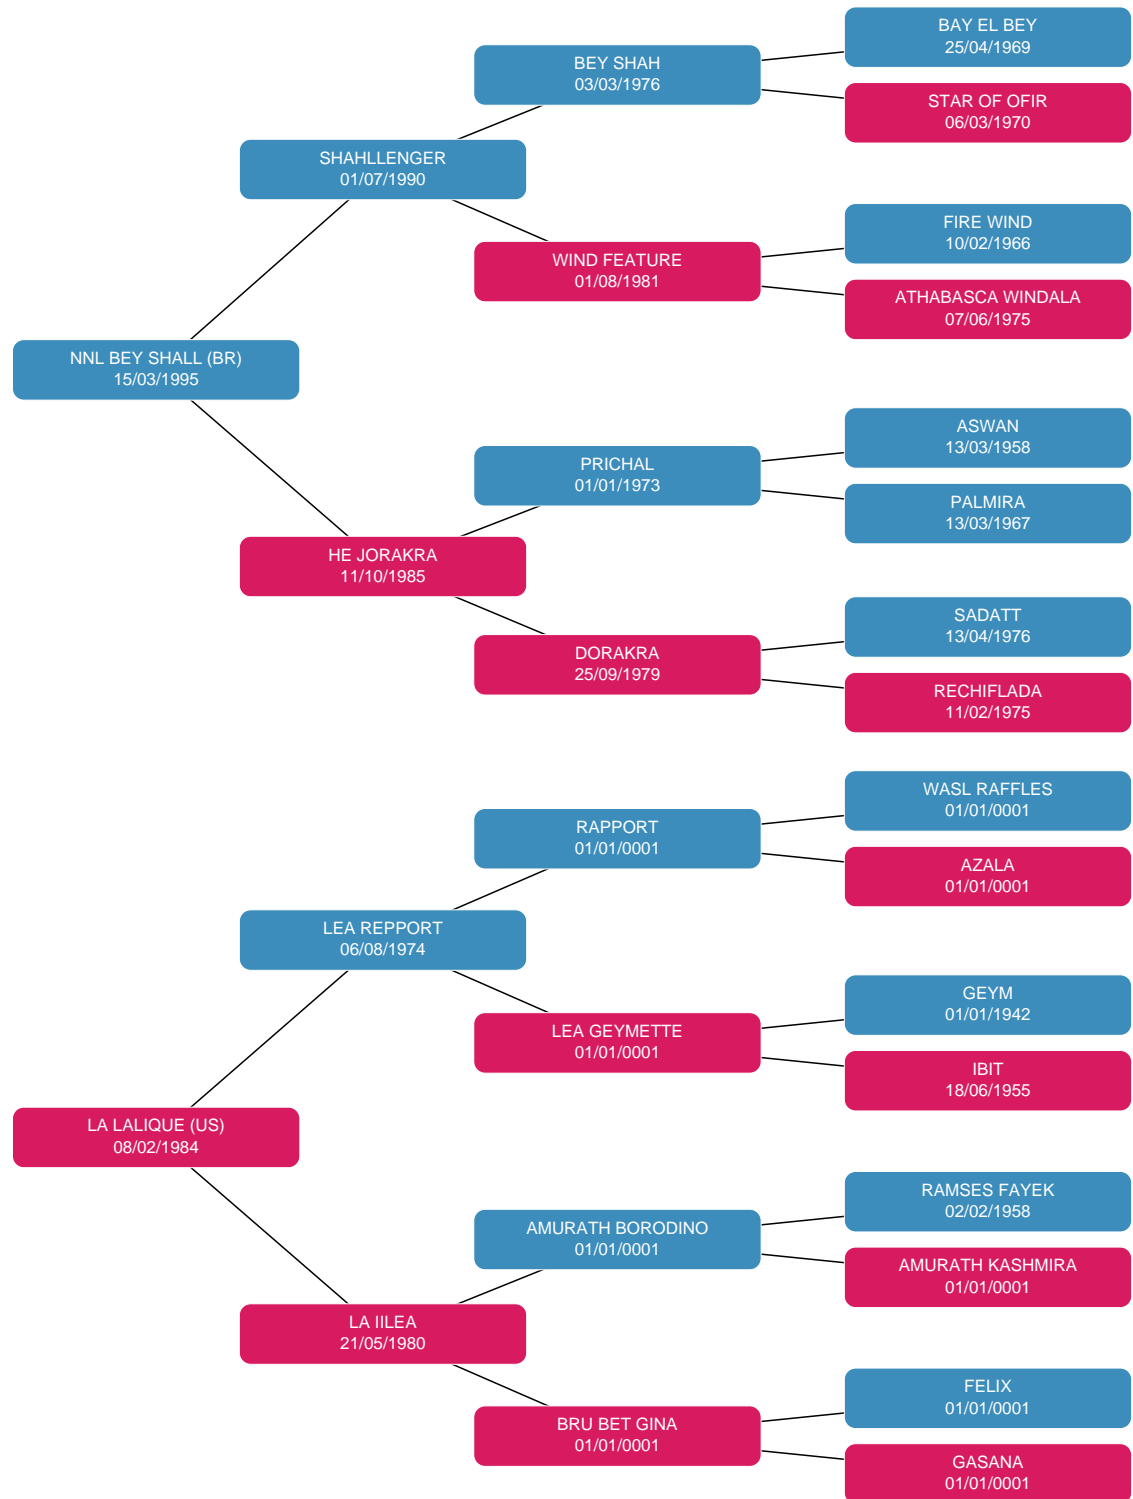 BAY EL BEY
25/04/1969
BEY SHAH
03/03/1976
STAR OF OFIR
06/03/1970
SHAHLLENGER
01/07/1990
FIRE WIND
10/02/1966
WIND FEATURE
01/08/1981
ATHABASCA WINDALA
07/06/1975
NNL BEY SHALL (BR)
15/03/1995
ASWAN
13/03/1958
PRICHAL
01/01/1973
PALMIRA
13/03/1967
HE JORAKRA
11/10/1985
SADATT
13/04/1976
DORAKRA
25/09/1979
RECHIFLADA
11/02/1975
WASL RAFFLES
01/01/0001
RAPPORT
01/01/0001
AZALA
01/01/0001
LEA REPPORT
06/08/1974
GEYM
01/01/1942
LEA GEYMETTE
01/01/0001
IBIT
18/06/1955
LA LALIQUE (US)
08/02/1984
RAMSES FAYEK
02/02/1958
AMURATH BORODINO
01/01/0001
AMURATH KASHMIRA
01/01/0001
LA IILEA
21/05/1980
FELIX
01/01/0001
BRU BET GINA
01/01/0001
GASANA
01/01/0001